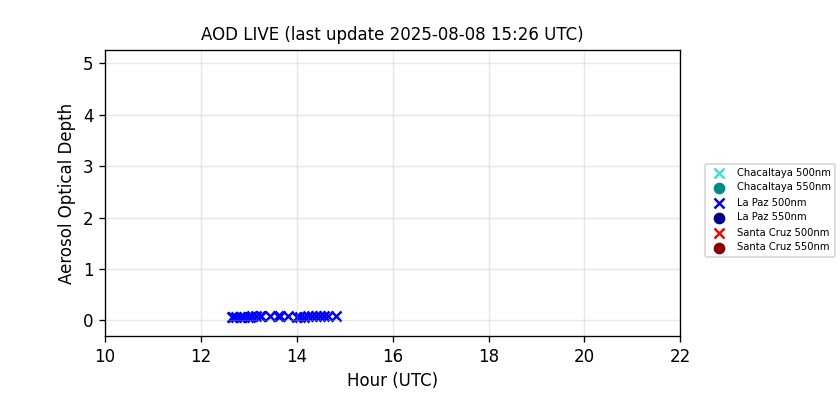 AOD LIVE (last update 2025-08-08 15:26 UTC)
5
4
3
2
1
0
Aerosol Optical Depth
10 12 14 16 18 20 22
Hour (UTC)
Chacaltaya 500nm
Chacaltaya 550nm
La Paz 500nm
La Paz 550nm
Santa Cruz 500nm
Santa Cruz 550nm